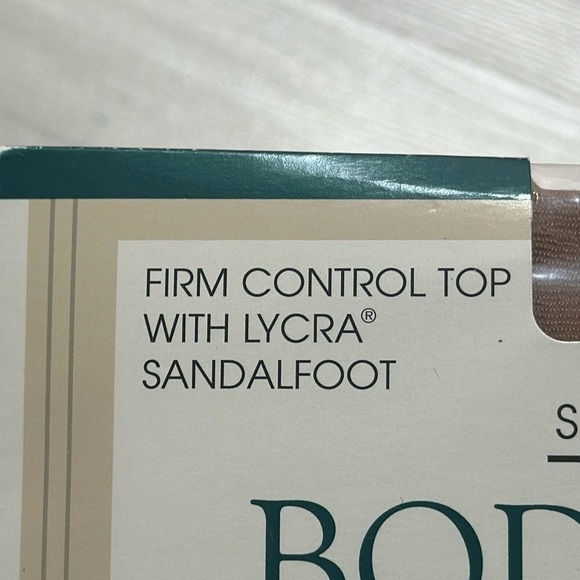 FIRM CONTROL TOP
WITH LYCRA®
SANDALFOOT